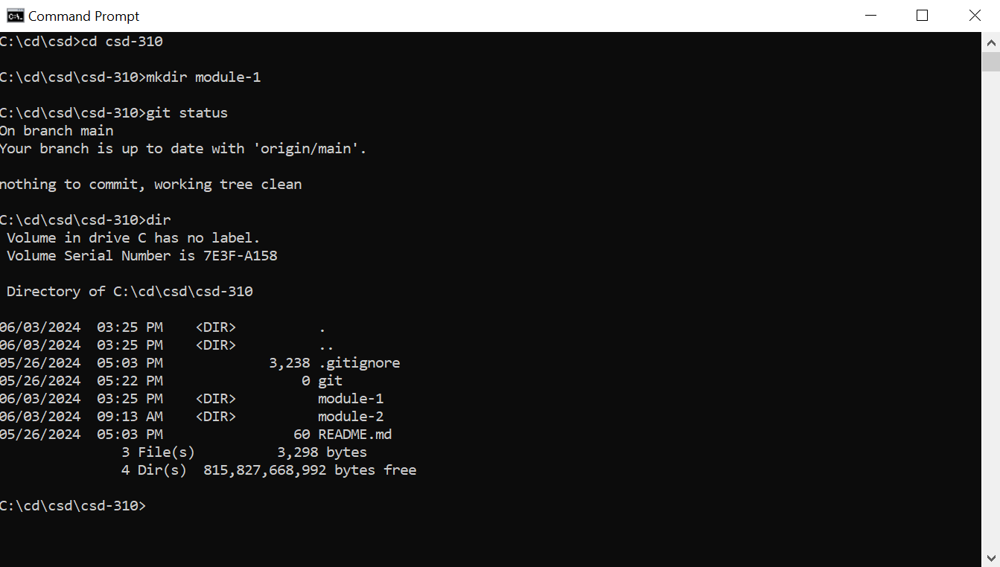 Command Prompt
C:\cd\csd>cd csd-310
C:\cd\csd\csd-310>mkdir module-1
C:\cd\csd\csd-310>git status
On branch main
Your branch is up to date with 'origin/main'.
nothing to commit, working tree clean
C:\cd\csd\csd-310>dir
 Volume in drive C has no label.
 Volume Serial Number is 7E3F-A158
 Directory of C:\cd\csd\csd-310
06/03/2024  03:25 PM    <DIR>          .
06/03/2024  03:25 PM    <DIR>          ..
05/26/2024  05:03 PM             3,238 .gitignore
05/26/2024  05:22 PM                 0 git
06/03/2024  03:25 PM    <DIR>          module-1
06/03/2024  09:13 AM    <DIR>          module-2
05/26/2024  05:03 PM                60 README.md
               3 File(s)          3,298 bytes
               4 Dir(s)  815,827,668,992 bytes free
C:\cd\csd\csd-310>